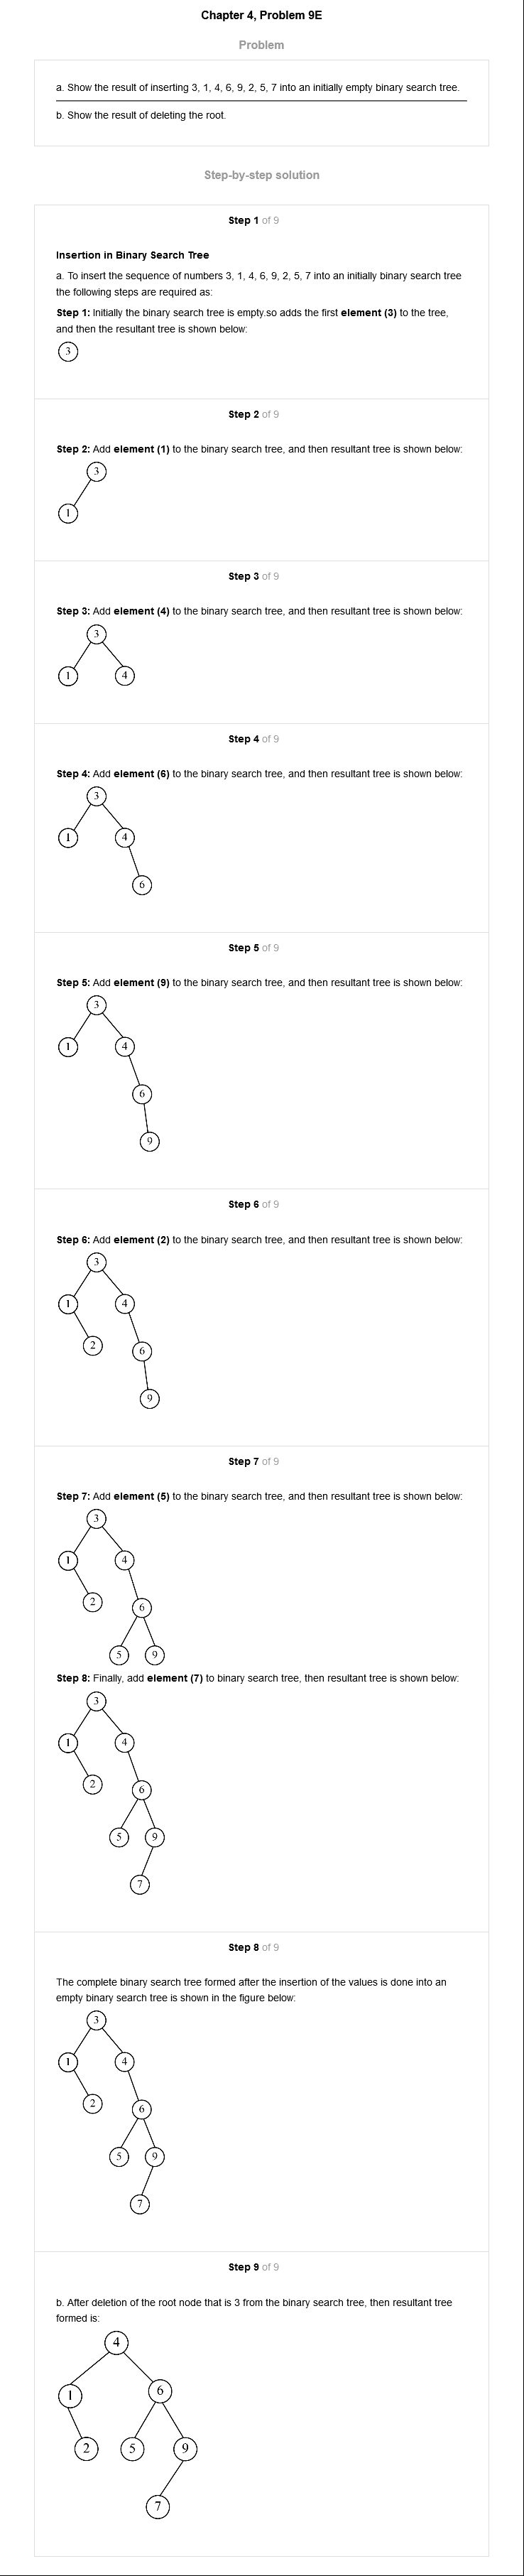 Chapter 4, Problem 9E
Problem
a. Show the result of inserting 3, 1, 4, 6, 9, 2, 5, 7 into an initially empty binary search tree.
b. Show the result of deleting the root.
Step-by-step solution
Step 1 of 9
Insertion in Binary Search Tree
a. To insert the sequence of numbers 3, 1, 4, 6, 9, 2, 5, 7 into an initially binary search tree
the following steps are required as:
Step 1: Initially the binary search tree is empty.so adds the first element (3) to the tree,
and then the resultant tree is shown below:
3
Step 2 of 9
Step 2: Add element (1) to the binary search tree, and then resultant tree is shown below:
3
1
Step 3 of 9
Step 3: Add element (4) to the binary search tree, and then resultant tree is shown below:
3
1 4
Step 4 of 9
Step 4: Add element (6) to the binary search tree, and then resultant tree is shown below:
3
1 4
6
Step 5 of 9
Step 5: Add element (9) to the binary search tree, and then resultant tree is shown below:
3
1 4
6
9
Step 6 of 9
Step 6: Add element (2) to the binary search tree, and then resultant tree is shown below:
3
1 4
2 6
9
Step 7 of 9
Step 7: Add element (5) to the binary search tree, and then resultant tree is shown below:
3
1 4
2 6
5 9
Step 8: Finally, add element (7) to binary search tree, then resultant tree is shown below:
3
1 4
2 6
5 9
7
Step 8 of 9
The complete binary search tree formed after the insertion of the values is done into an
empty binary search tree is shown in the figure below:
3
1 4
2 6
5 9
7
Step 9 of 9
b. After deletion of the root node that is 3 from the binary search tree, then resultant tree
formed is:
4
1 6
2 5 9
7